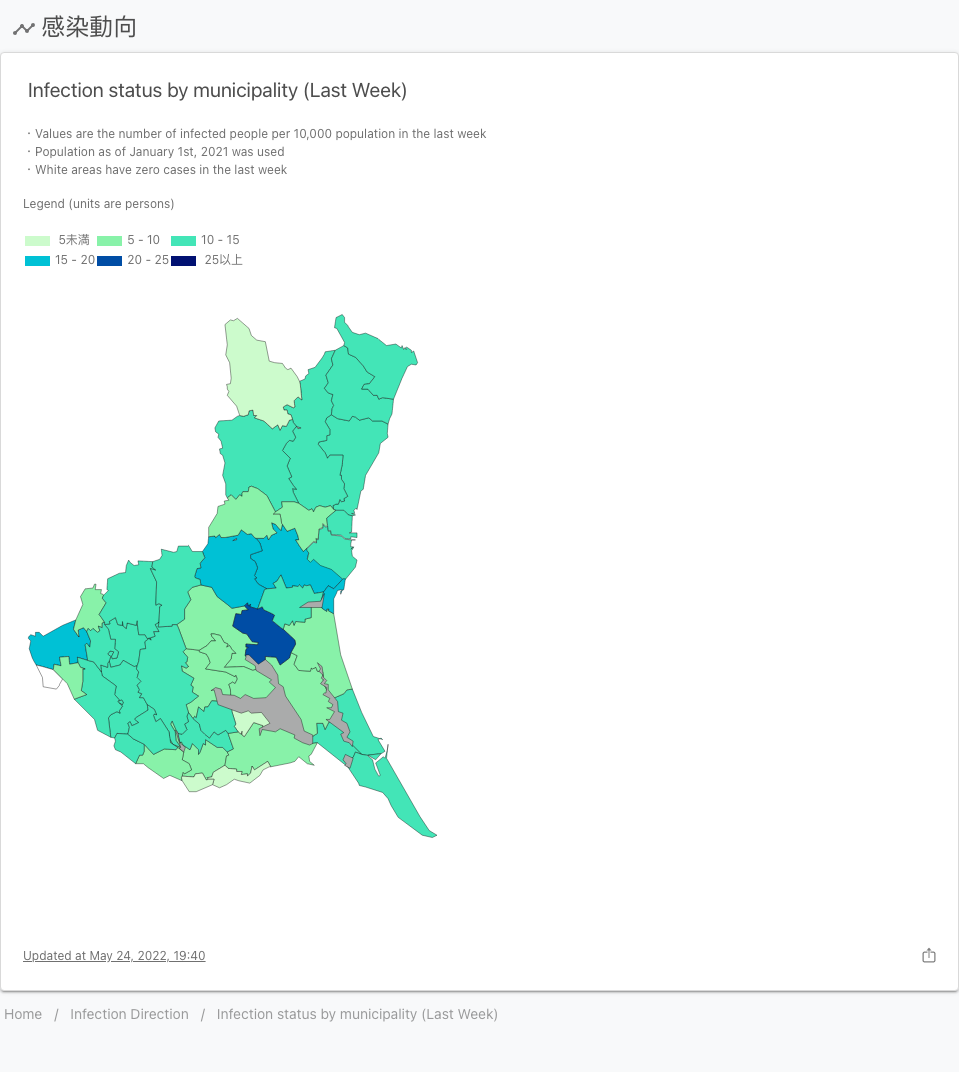 感染動向
Infection status by municipality (Last Week)
・Values are the number of infected people per 10,000 population in the last week
・Population as of January 1st, 2021 was used
・White areas have zero cases in the last week
Legend (units are persons)
5未満 5 - 10 10 - 15
15 - 20 20 - 25 25以上
Updated at May 24, 2022, 19:40
Home / Infection Direction / Infection status by municipality (Last Week)